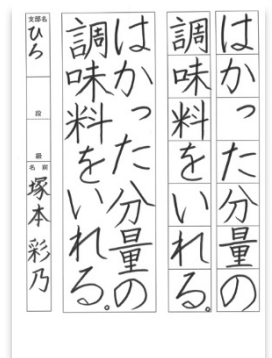 はかった分量の
調味料をいれる。
はかった分量の
調味料をいれる。
支部名
ひろ
段
級
名前
塚本 彩乃